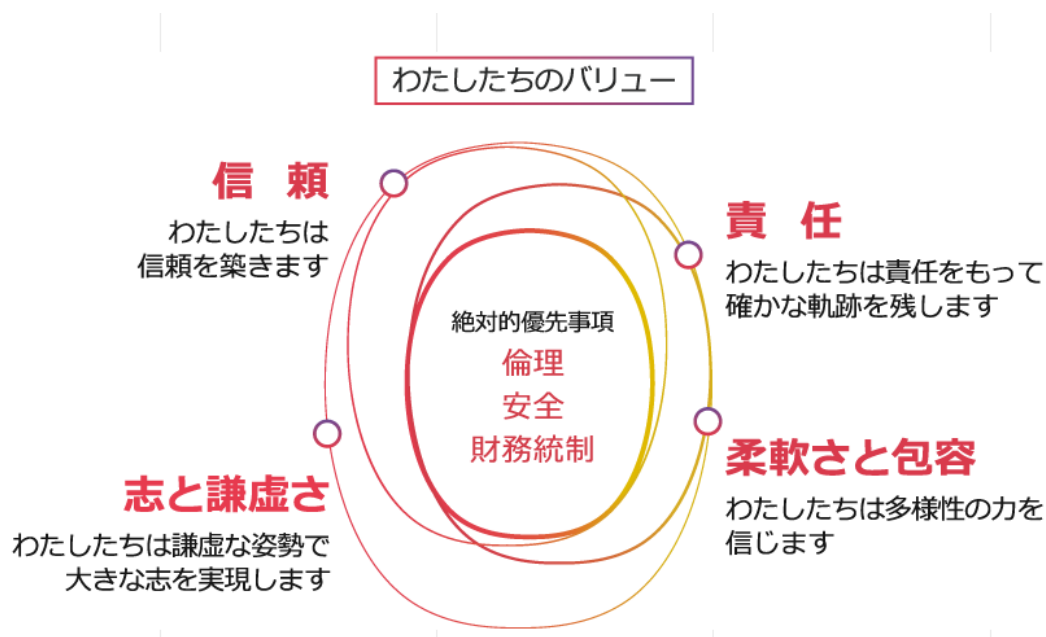 わたしたちのバリュー
信 頼
わたしたちは
信頼を築きます
責 任
わたしたちは責任をもって
確かな軌跡を残します
絶対的優先事項
倫理
安全
財務統制
志と謙虚さ
わたしたちは謙虚な姿勢で
大きな志を実現します
柔軟さと包容
わたしたちは多様性の力を
信じます